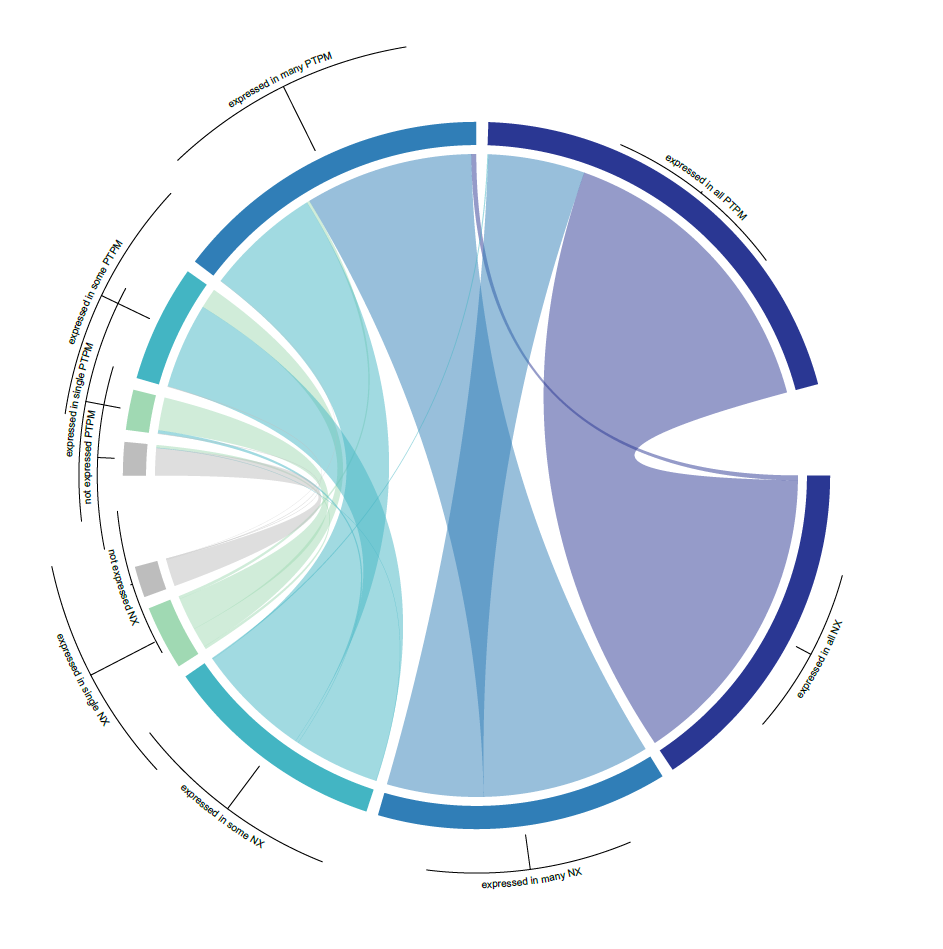 expressed in many PTPM
expressed in all PTPM
expressed in some PTPM
expressed in single PTPM
not expressed PTPM
not expressed NX
expressed in single NX
expressed in some NX
expressed in many NX
expressed in all NX